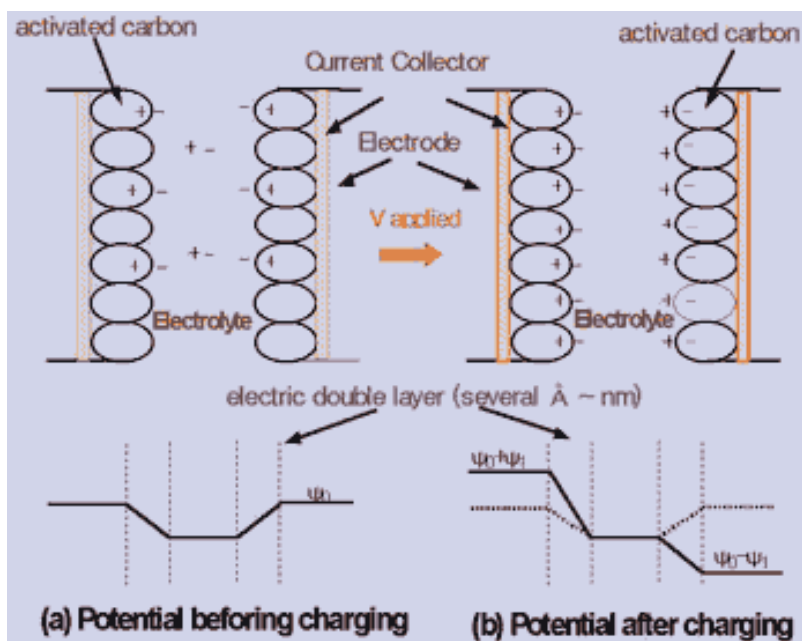 activated carbon
activated carbon
Current Collector
Electrode
V applied
Electrolyte
Electrolyte
electric double layer (several Å ~ nm)
ψ₀+ψ₁
ψ₀
ψ₀-ψ₁
(a) Potential beforing charging
(b) Potential after charging